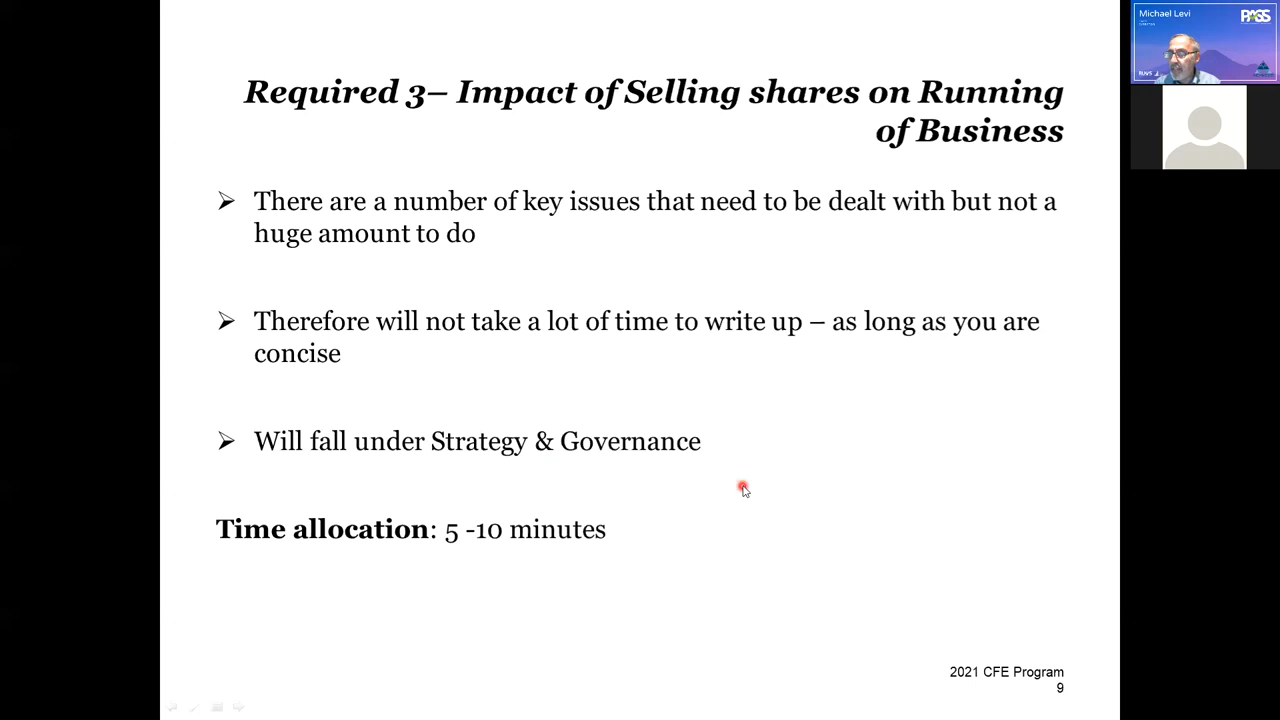 Required 3– Impact of Selling shares on Running
of Business
➢ There are a number of key issues that need to be dealt with but not a
huge amount to do
➢ Therefore will not take a lot of time to write up – as long as you are
concise
➢ Will fall under Strategy & Governance
Time allocation: 5 -10 minutes
2021 CFE Program
9
Michael Levi
PASS